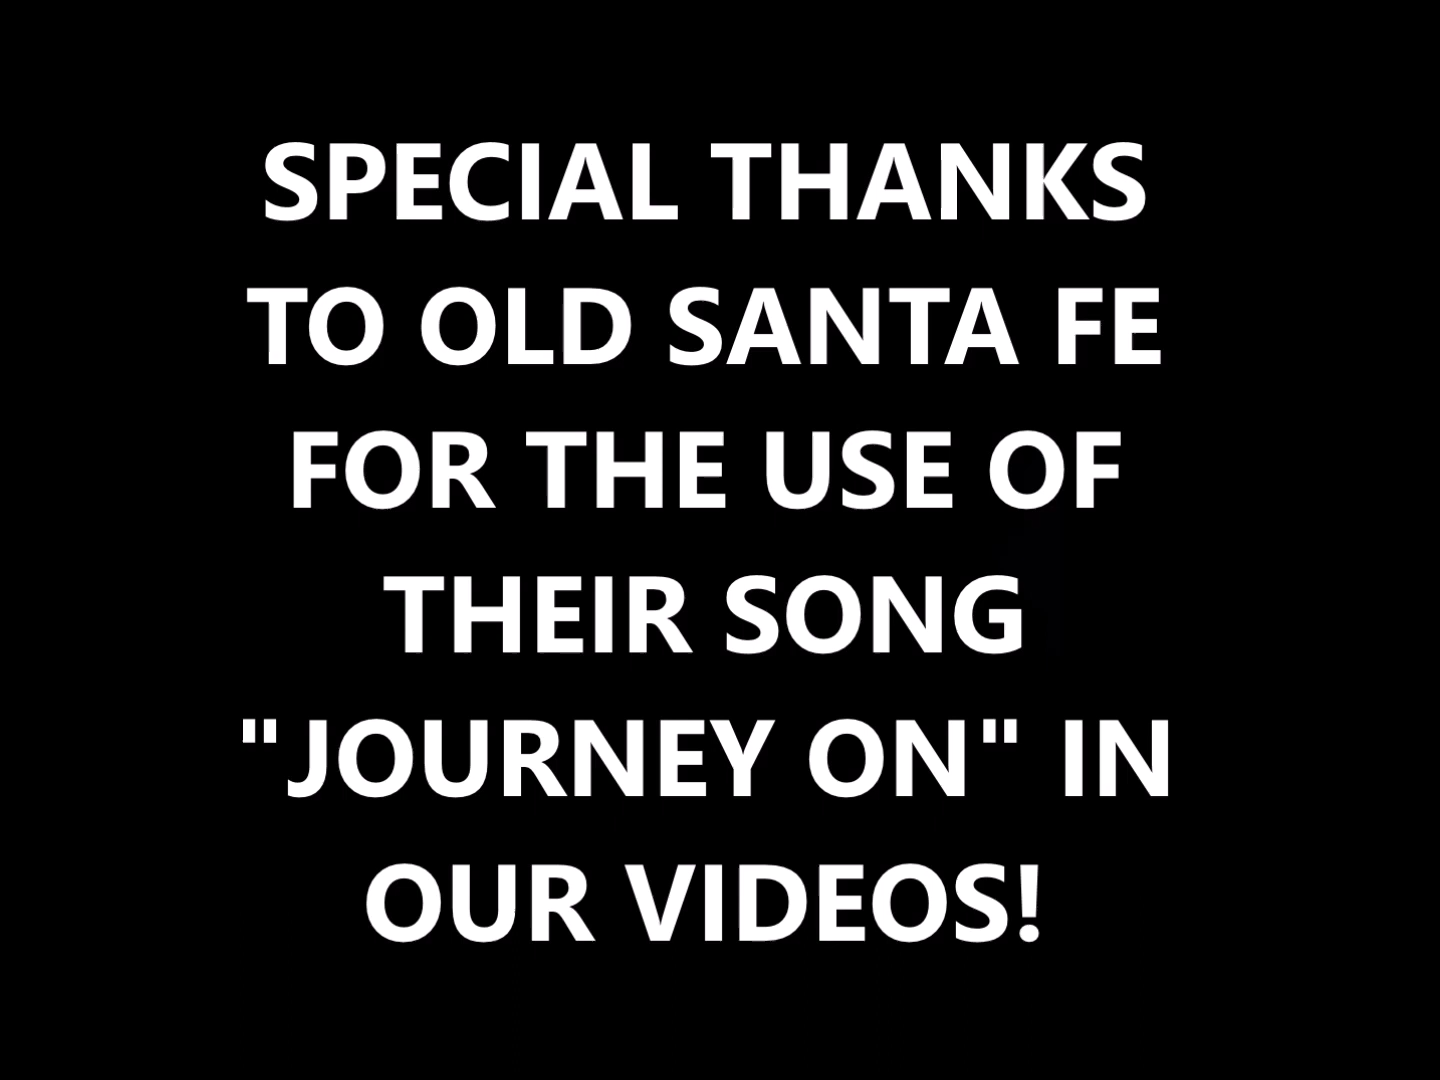 SPECIAL THANKS
TO OLD SANTA FE
FOR THE USE OF
THEIR SONG
"JOURNEY ON" IN
OUR VIDEOS!